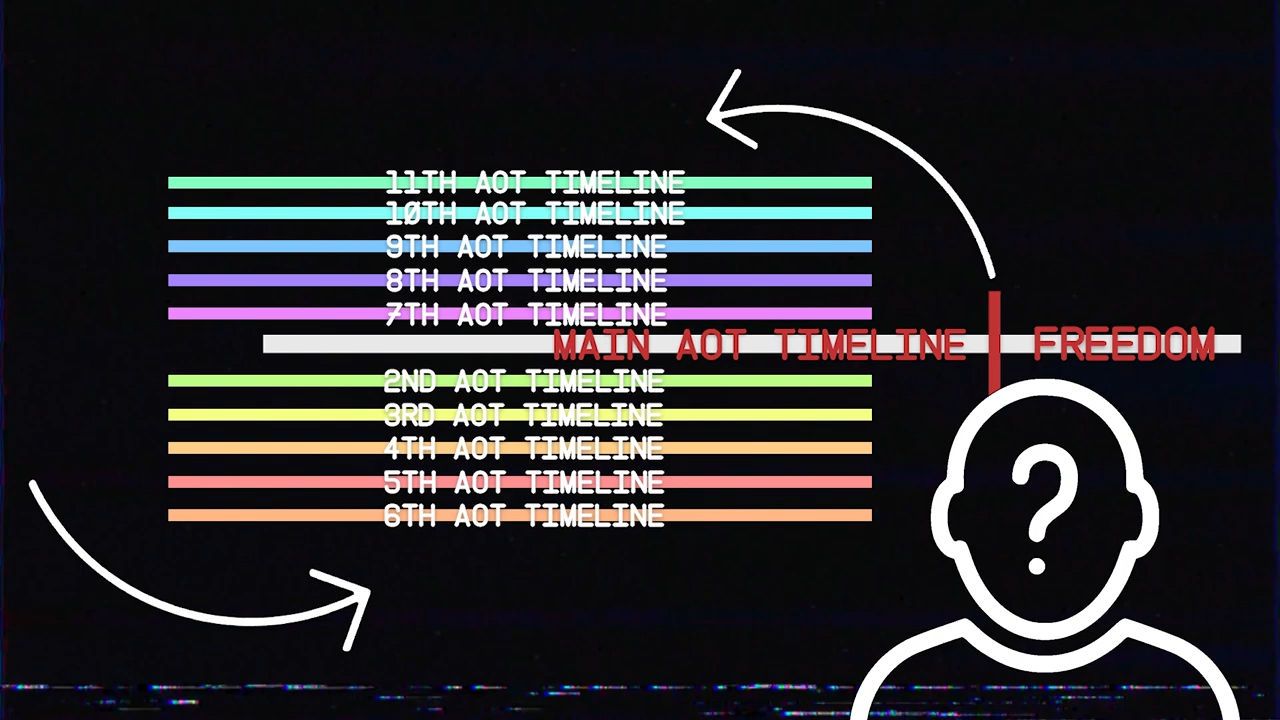 11TH AOT TIMELINE
10TH AOT TIMELINE
9TH AOT TIMELINE
8TH AOT TIMELINE
7TH AOT TIMELINE
MAIN AOT TIMELINE FREEDOM
2ND AOT TIMELINE
3RD AOT TIMELINE
4TH AOT TIMELINE
5TH AOT TIMELINE
6TH AOT TIMELINE
?